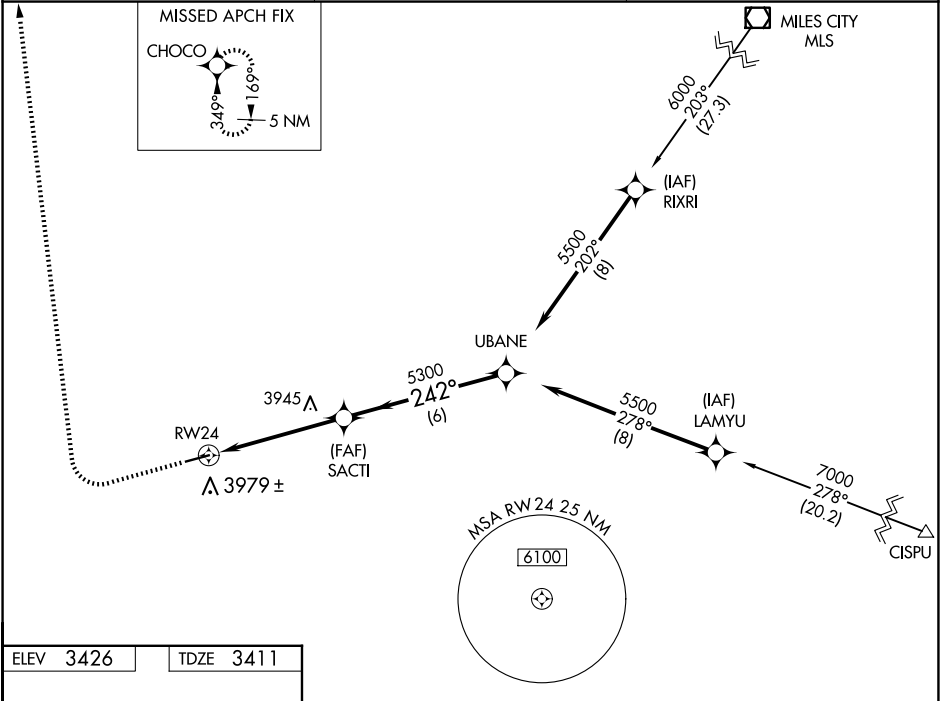 MISSED APCH FIX
CHOCO
349°
169°
5 NM
MILES CITY
MLS
6000
203°
(27.3)
(IAF)
RIXRI
5500
202°
(8)
UBANE
5300
242°
(6)
3945
(FAF)
SACTI
RW24
3979 ±
5500
278°
(8)
(IAF)
LAMYU
7000
278°
(20.2)
CISPU
MSA RW24 25 NM
6100
ELEV 3426
TDZE 3411